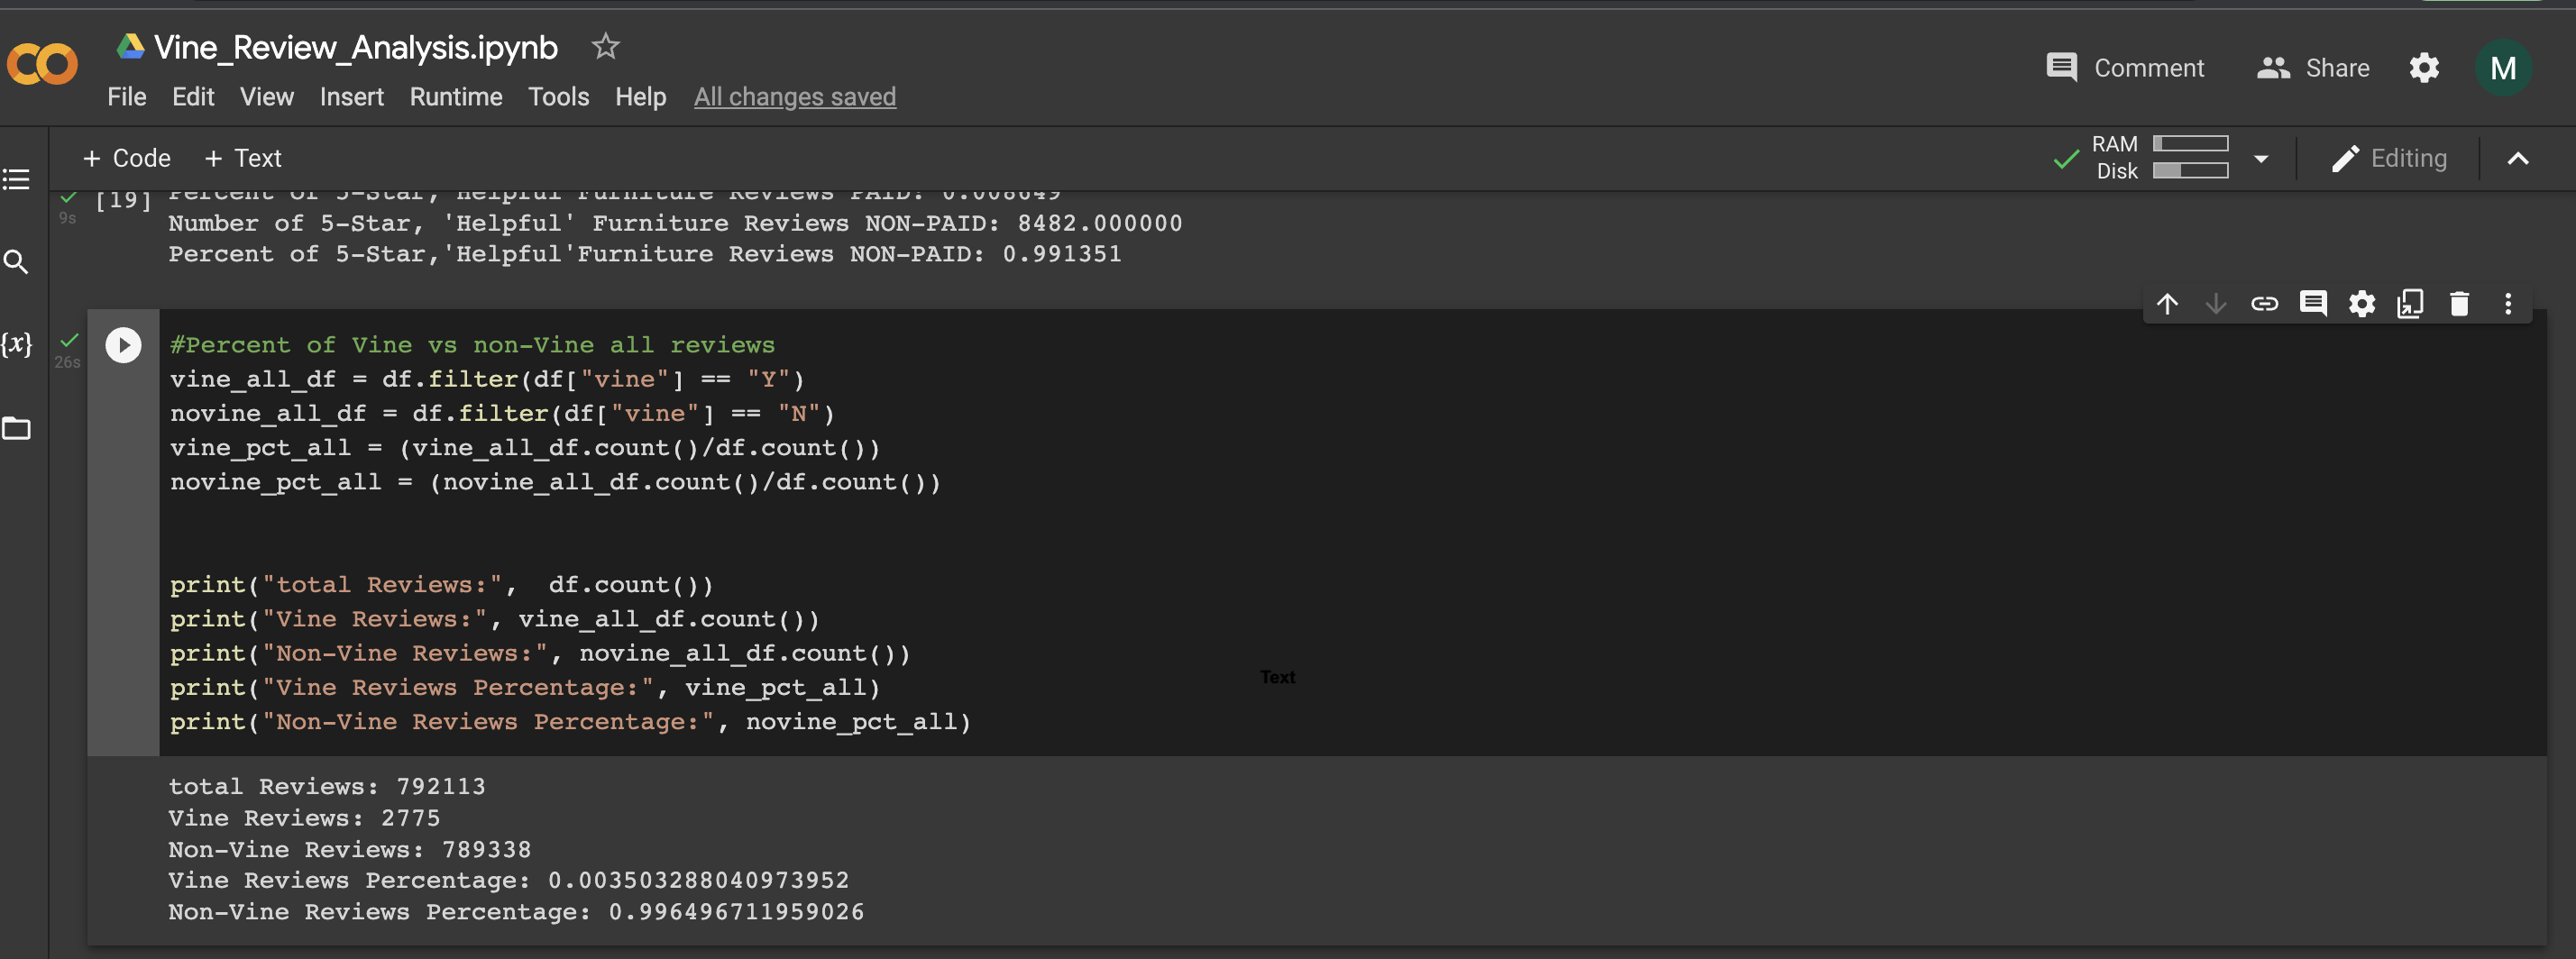 Vine_Review_Analysis.ipynb
Comment
Share
M
File Edit View Insert Runtime Tools Help All changes saved
+ Code + Text
RAM
Disk
Editing
[19] Percent of 5-Star, 'Helpful' Furniture Reviews PAID: 0.008649
9s
Number of 5-Star, 'Helpful' Furniture Reviews NON-PAID: 8482.000000
Percent of 5-Star,'Helpful'Furniture Reviews NON-PAID: 0.991351
{x}
26s
#Percent of Vine vs non-Vine all reviews
vine_all_df = df.filter(df["vine"] == "Y")
novine_all_df = df.filter(df["vine"] == "N")
vine_pct_all = (vine_all_df.count()/df.count())
novine_pct_all = (novine_all_df.count()/df.count())
print("total Reviews:",  df.count())
print("Vine Reviews:", vine_all_df.count())
print("Non-Vine Reviews:", novine_all_df.count())
Text
print("Vine Reviews Percentage:", vine_pct_all)
print("Non-Vine Reviews Percentage:", novine_pct_all)
total Reviews: 792113
Vine Reviews: 2775
Non-Vine Reviews: 789338
Vine Reviews Percentage: 0.003503288040973952
Non-Vine Reviews Percentage: 0.996496711959026